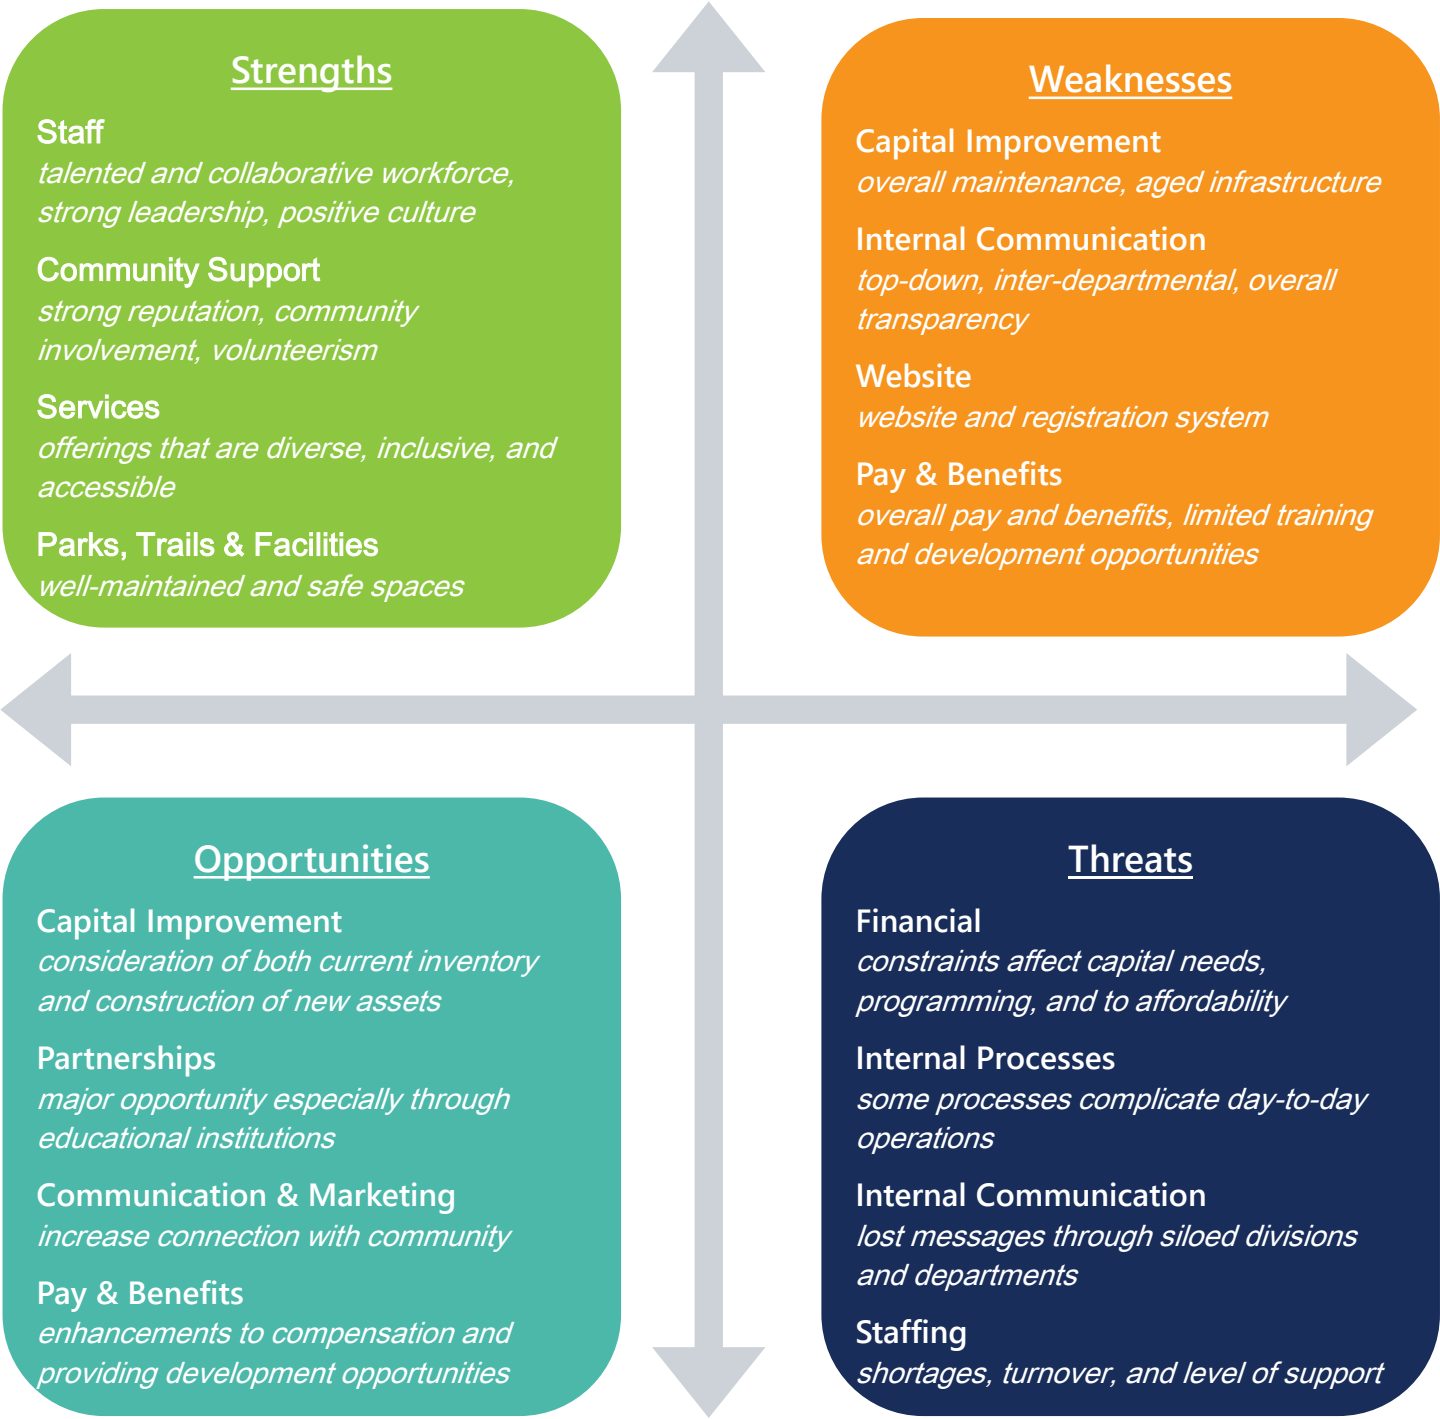 Strengths
Staff
talented and collaborative workforce,
strong leadership, positive culture
Community Support
strong reputation, community
involvement, volunteerism
Services
offerings that are diverse, inclusive, and
accessible
Parks, Trails & Facilities
well-maintained and safe spaces
Weaknesses
Capital Improvement
overall maintenance, aged infrastructure
Internal Communication
top-down, inter-departmental, overall
transparency
Website
website and registration system
Pay & Benefits
overall pay and benefits, limited training
and development opportunities
Opportunities
Capital Improvement
consideration of both current inventory
and construction of new assets
Partnerships
major opportunity especially through
educational institutions
Communication & Marketing
increase connection with community
Pay & Benefits
enhancements to compensation and
providing development opportunities
Threats
Financial
constraints affect capital needs,
programming, and to affordability
Internal Processes
some processes complicate day-to-day
operations
Internal Communication
lost messages through siloed divisions
and departments
Staffing
shortages, turnover, and level of support